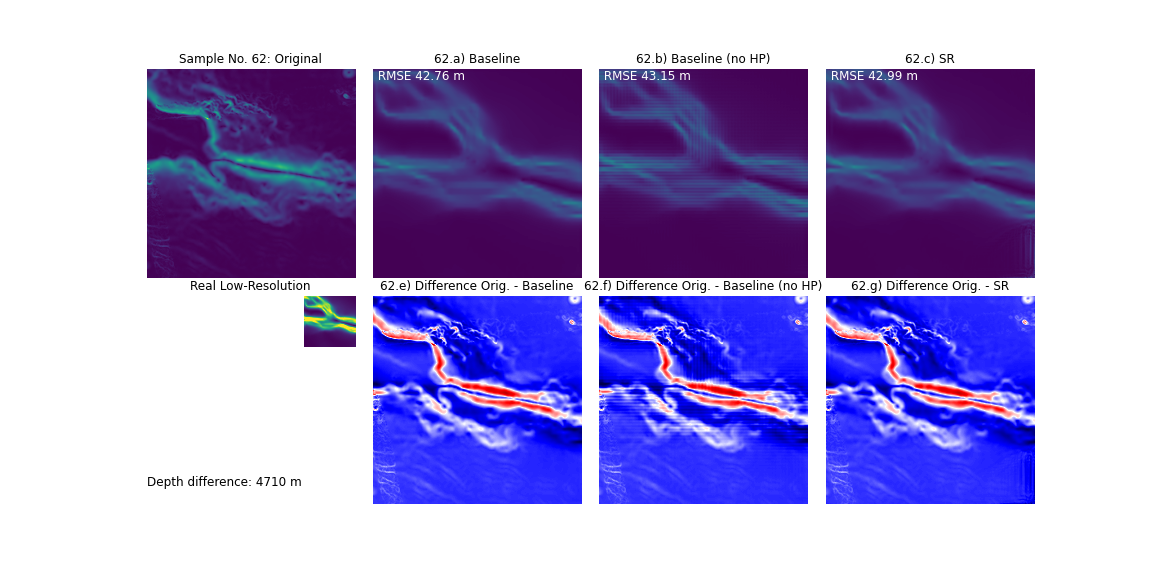 Sample No. 62: Original
62.a) Baseline
62.b) Baseline (no HP)
62.c) SR
RMSE 42.76 m
RMSE 43.15 m
RMSE 42.99 m
Real Low-Resolution
62.e) Difference Orig. - Baseline
62.f) Difference Orig. - Baseline (no HP)
62.g) Difference Orig. - SR
Depth difference: 4710 m